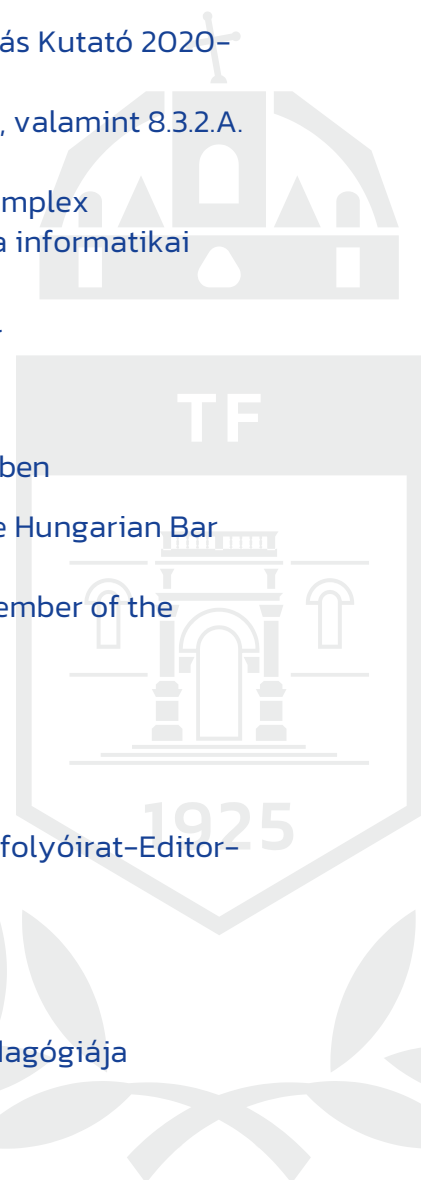 ás Kutató 2020-
, valamint 8.3.2.A.
mplex
a informatikai
TF
ben
e Hungarian Bar
ember of the
1925
folyóirat-Editor-
dagógiája